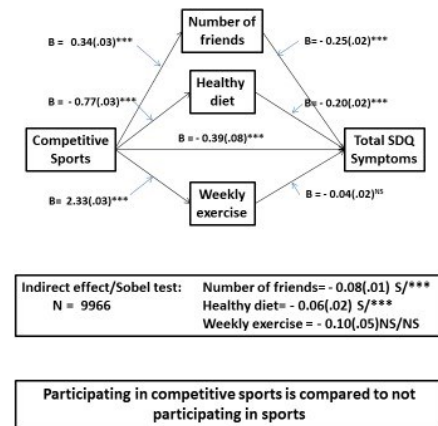 Number of
friends
B = 0.34(.03)***
B= - 0.25(.02)***
Healthy
diet
B = - 0.77(.03)***
B= - 0.20(.02)***
B = - 0.39(.08)***
Competitive
Sports
Total SDQ
Symptoms
B= 2.33(.03)***
Weekly
exercise
B = - 0.04(.02)NS
Indirect effect/Sobel test: Number of friends= - 0.08(.01) S/***
N = 9966 Healthy diet= - 0.06(.02) S/***
Weekly exercise = - 0.10(.05)NS/NS
Participating in competitive sports is compared to not
participating in sports